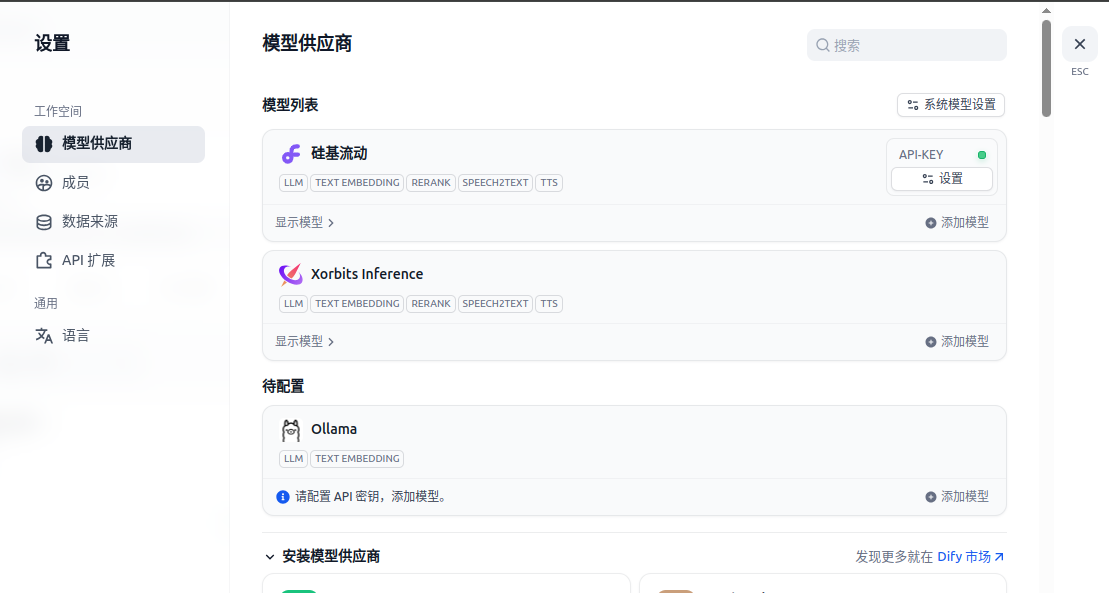 设置
工作空间
模型供应商
成员
数据来源
API 扩展
通用
语言
模型供应商
搜索
ESC
模型列表
系统模型设置
硅基流动
LLM TEXT EMBEDDING RERANK SPEECH2TEXT TTS
API-KEY
设置
显示模型
添加模型
Xorbits Inference
LLM TEXT EMBEDDING RERANK SPEECH2TEXT TTS
显示模型
添加模型
待配置
Ollama
LLM TEXT EMBEDDING
请配置 API 密钥，添加模型。
添加模型
安装模型供应商
发现更多就在 Dify 市场